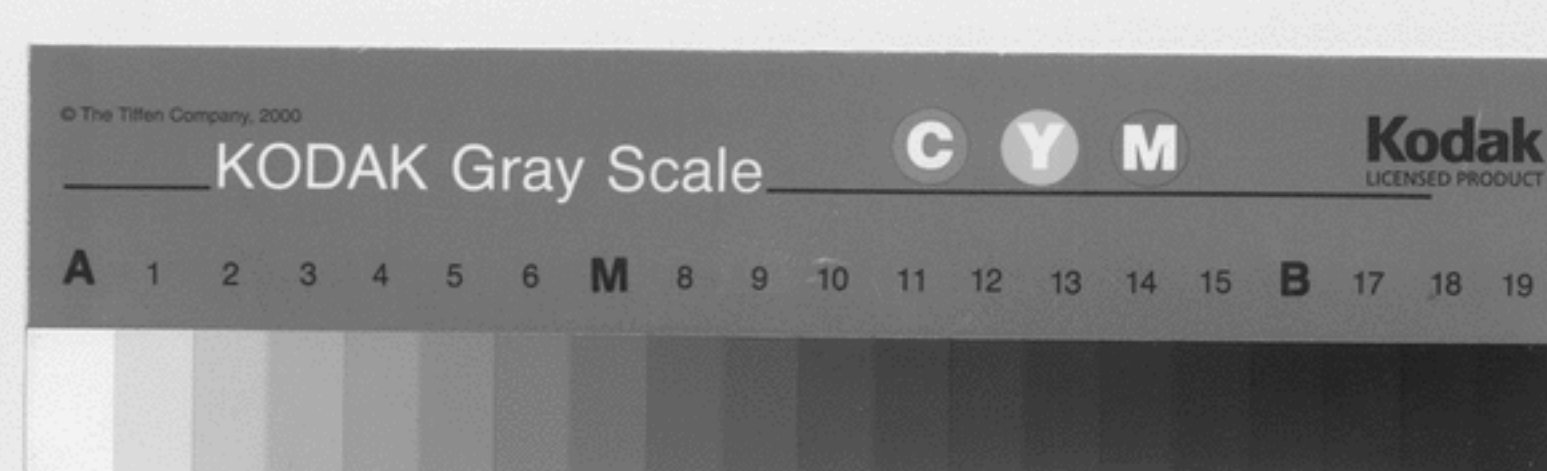 © The Tiffen Company, 2000
KODAK Gray Scale
C Y M
Kodak
LICENSED PRODUCT
A 1 2 3 4 5 6 M 8 9 10 11 12 13 14 15 B 17 18 19